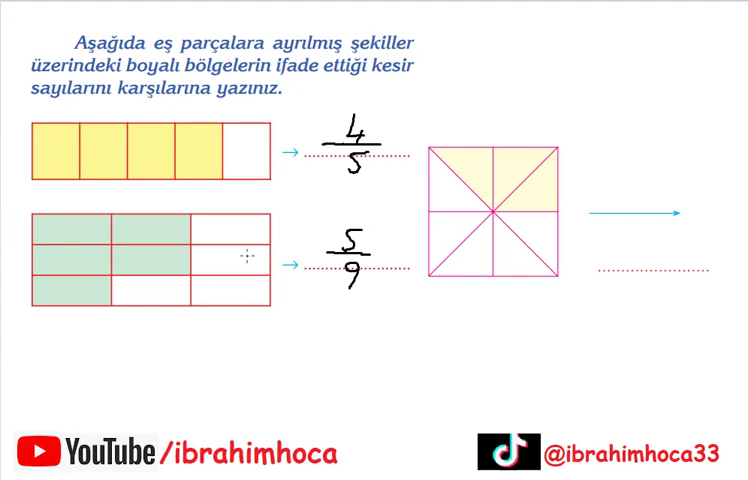 Aşağıda eş parçalara ayrılmış şekiller
üzerindeki boyalı bölgelerin ifade ettiği kesir
sayılarını karşılarına yazınız.
4
5
5
9
YouTube/ibrahimhoca
@ibrahimhoca33